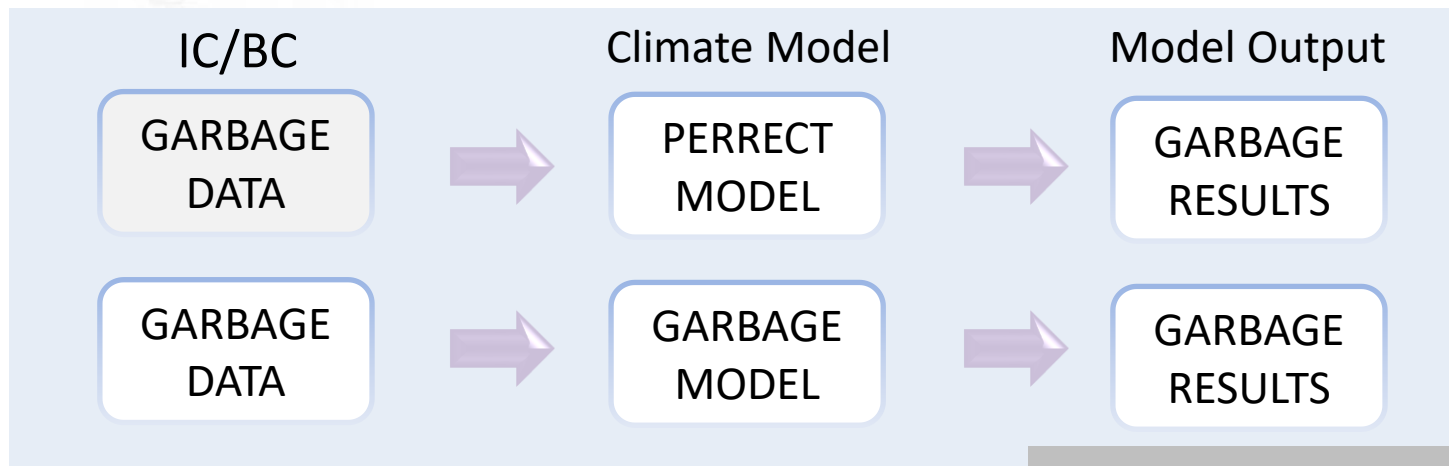 IC/BC
Climate Model
Model Output
GARBAGE
DATA
PERRECT
MODEL
GARBAGE
RESULTS
GARBAGE
DATA
GARBAGE
MODEL
GARBAGE
RESULTS